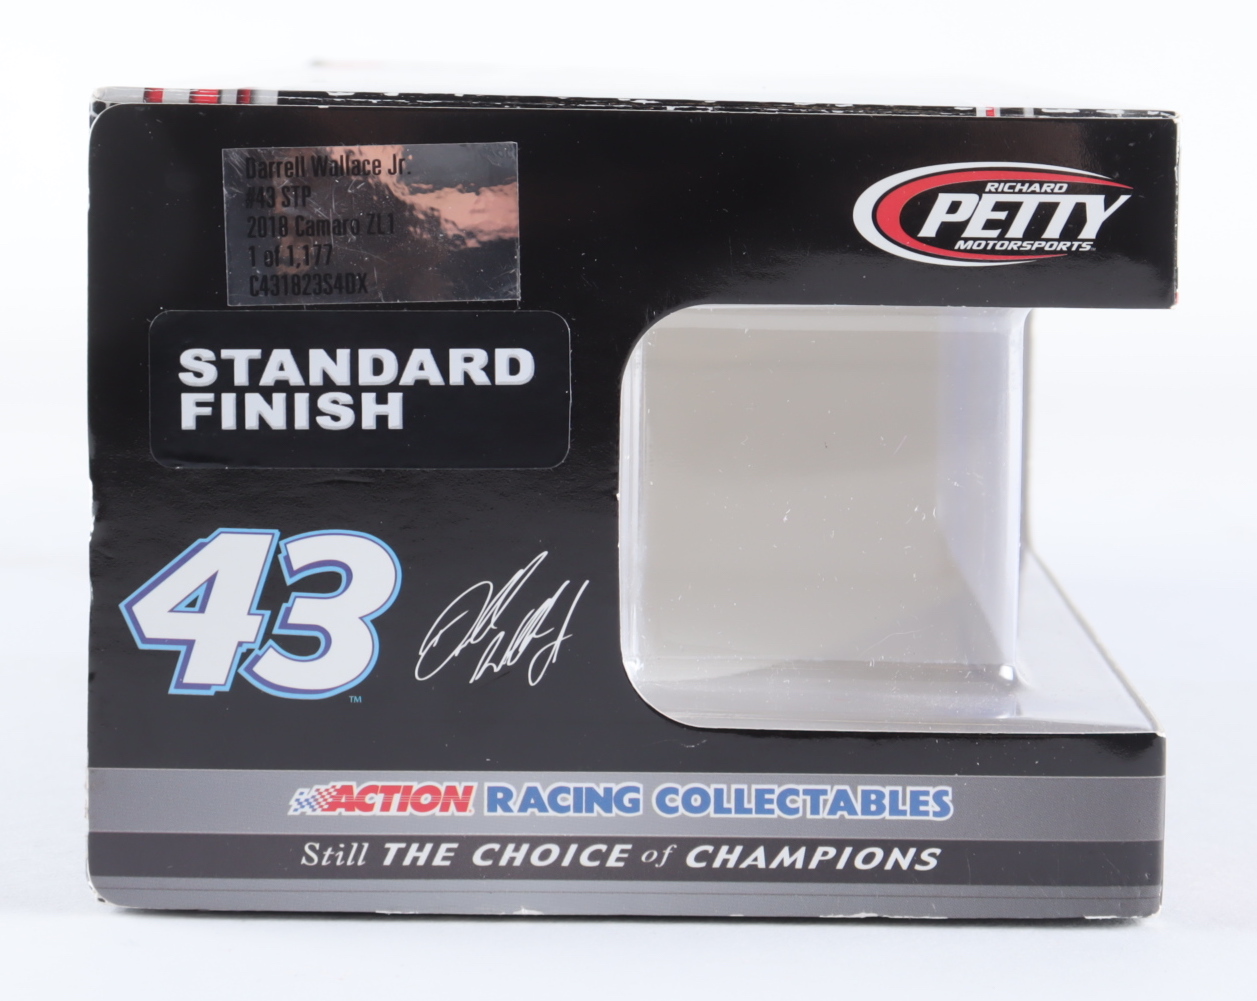 Darrell Wallace Jr.
#43 STP
2018 Camaro ZL1
1 of 1,177
C431823S4DX
RICHARD
PETTY
MOTORSPORTS
STANDARD
FINISH
43
TM
ACTION RACING COLLECTABLES
Still THE CHOICE of CHAMPIONS